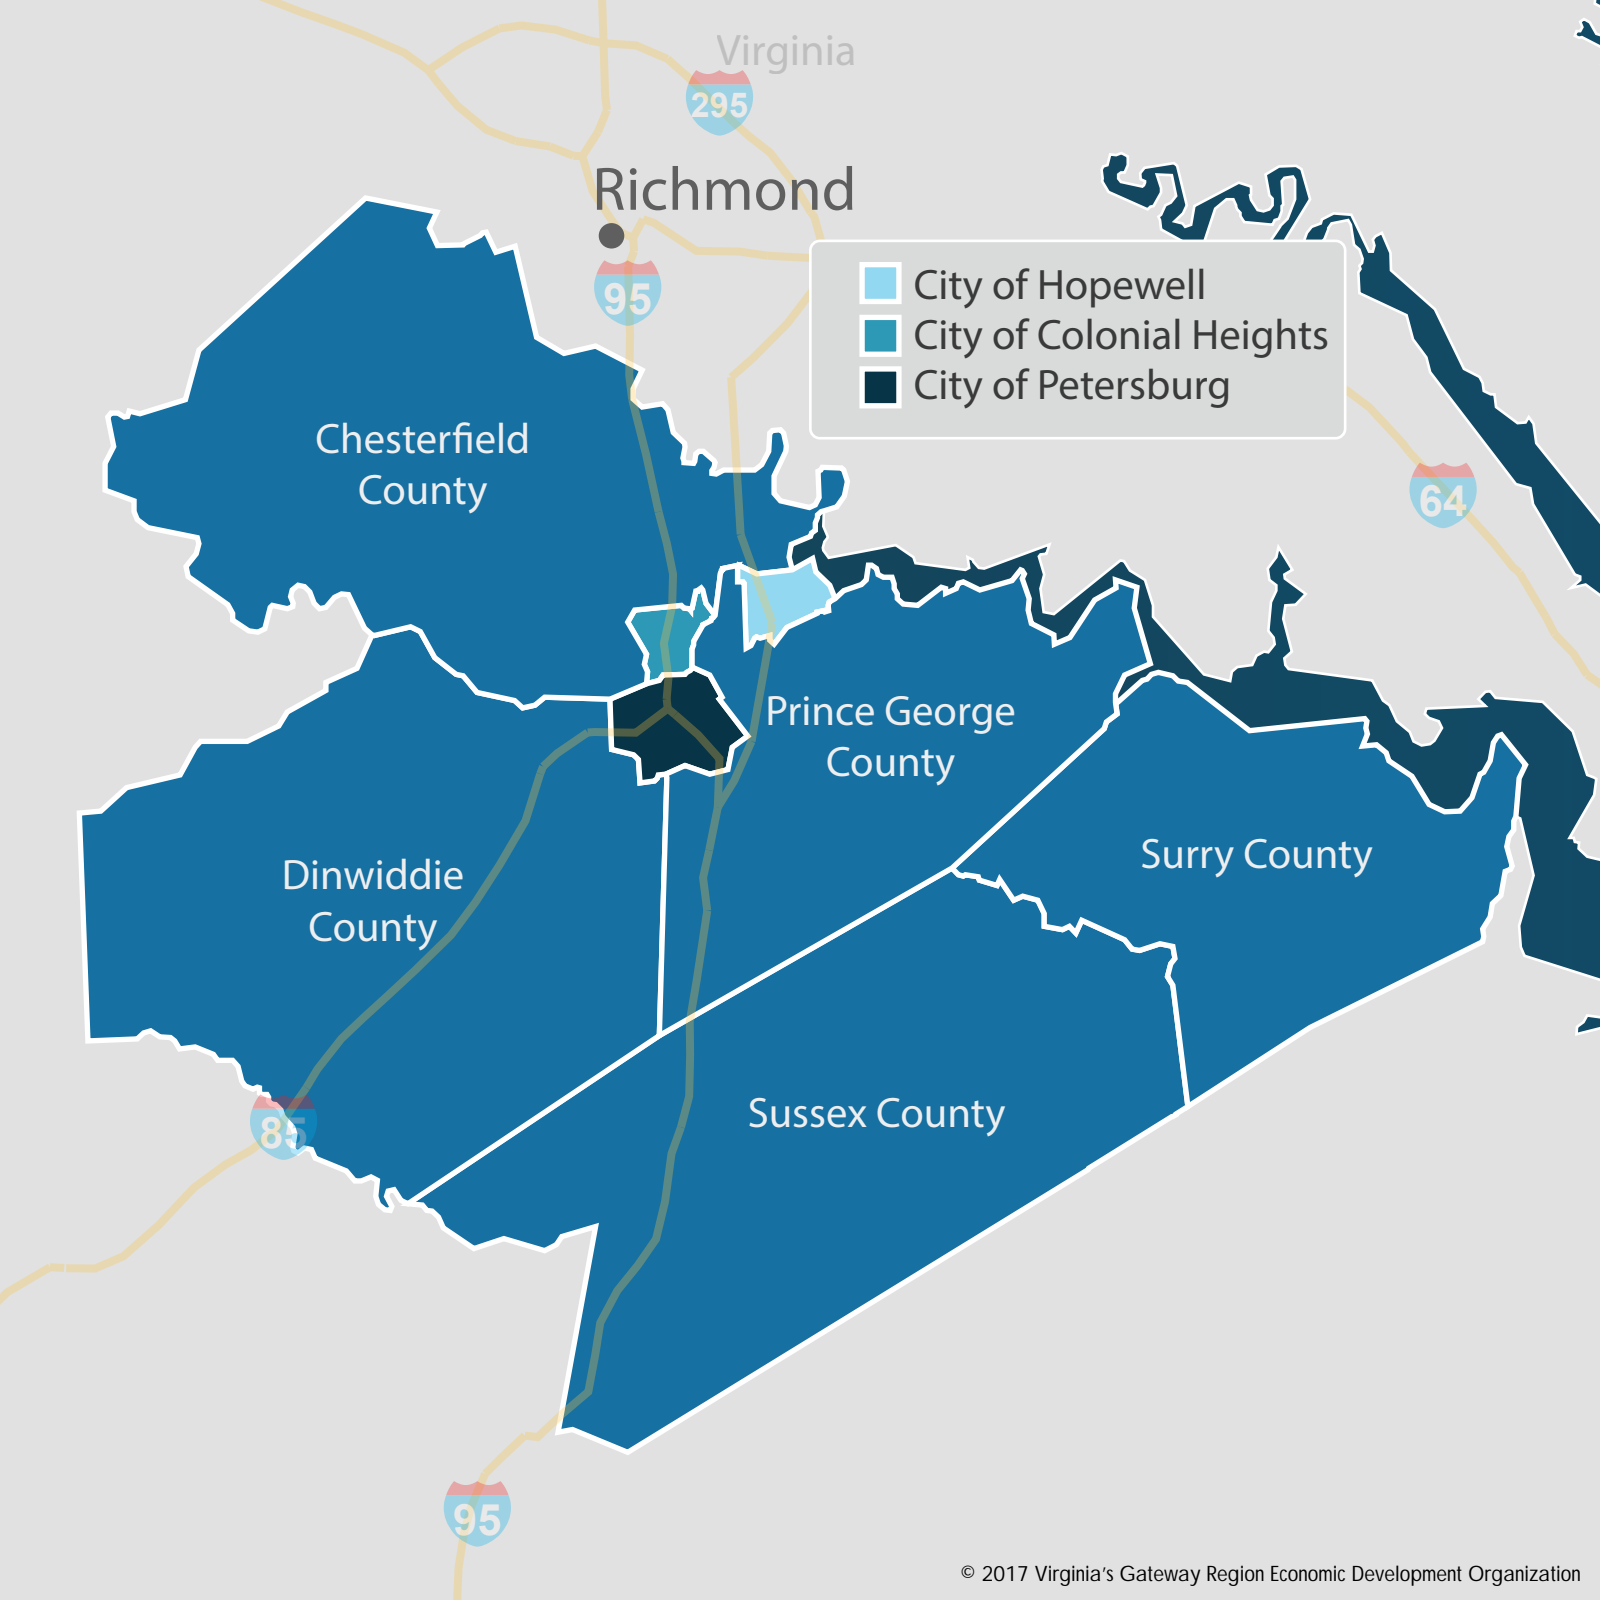 Virginia
295
Richmond
95
City of Hopewell
City of Colonial Heights
City of Petersburg
Chesterfield
County
64
Prince George
County
Surry County
Dinwiddie
County
Sussex County
85
95
© 2017 Virginia's Gateway Region Economic Development Organization